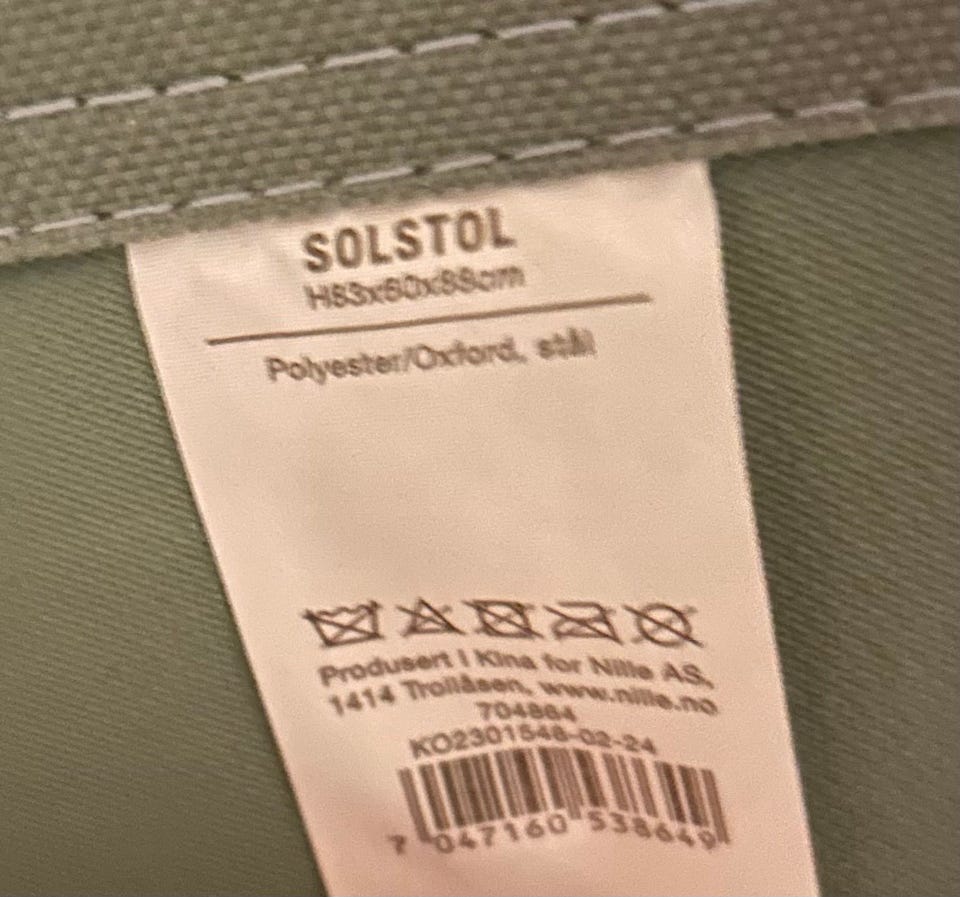 SOLSTOL
H83x60x88cm
Polyester/Oxford, stål
Produsert i Kina for Nille AS,
1414 Trollåsen, www.nille.no
704864
KO2301548-02-24
7 047160 538649